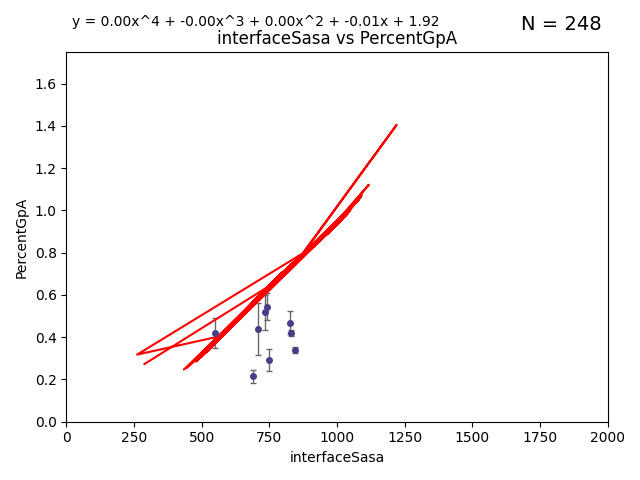 y = 0.00x^4 + -0.00x^3 + 0.00x^2 + -0.01x + 1.92
N = 248
interfaceSasa vs PercentGpA
PercentGpA
1.6
1.4
1.2
1.0
0.8
0.6
0.4
0.2
0.0
0 250 500 750 1000 1250 1500 1750 2000
interfaceSasa